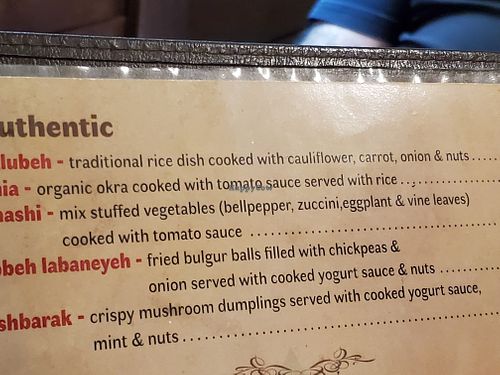 uthentic
lubeh - traditional rice dish cooked with cauliflower, carrot, onion & nuts.....
ia - organic okra cooked with tomato sauce served with rice...
ashi - mix stuffed vegetables (bellpepper, zuccini,eggplant & vine leaves)
cooked with tomato sauce ..................................
beh labaneyeh - fried bulgur balls filled with chickpeas &
onion served with cooked yogurt sauce & nuts ..........
shbarak - crispy mushroom dumplings served with cooked yogurt sauce,
mint & nuts.............................................